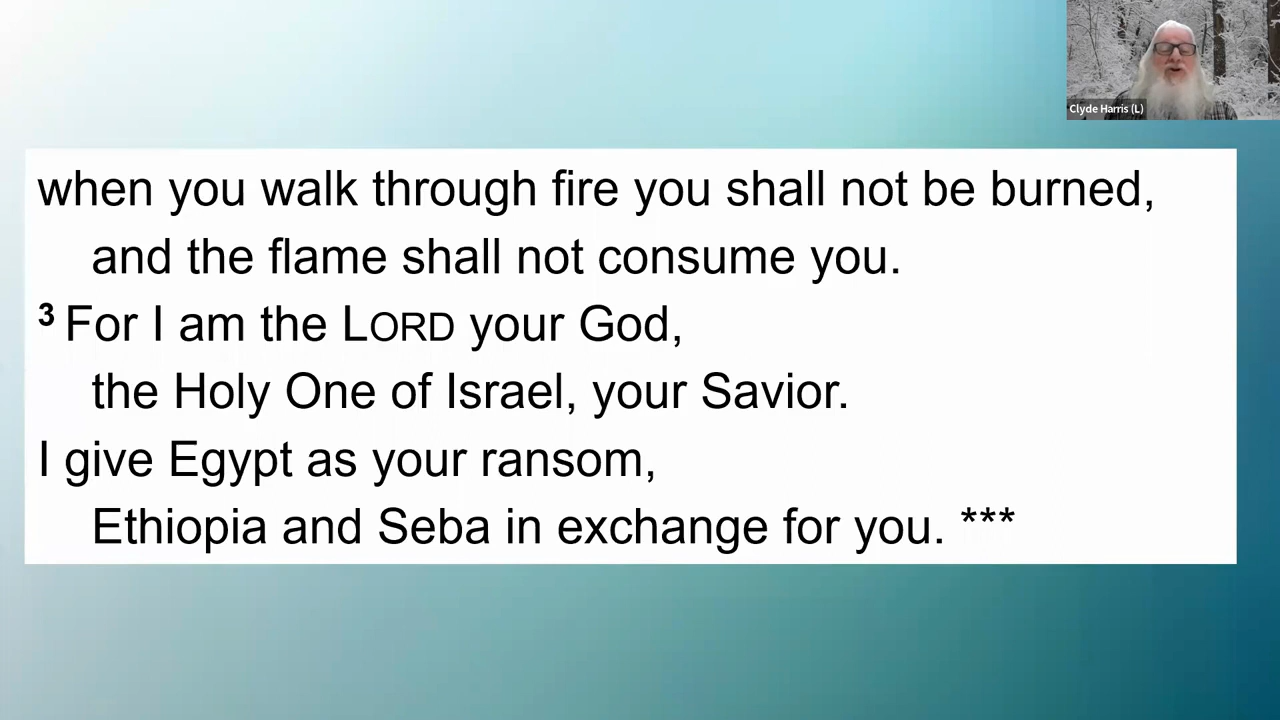 Clyde Harris (L)
when you walk through fire you shall not be burned,
and the flame shall not consume you.
3 For I am the LORD your God,
the Holy One of Israel, your Savior.
I give Egypt as your ransom,
Ethiopia and Seba in exchange for you. ***